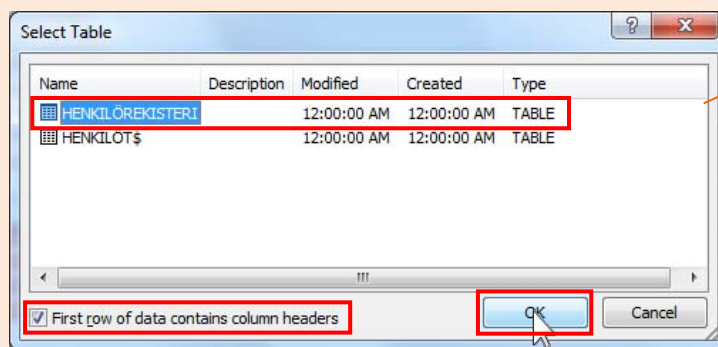 Select Table
Name Description Modified Created Type
HENKILÖREKISTERI 12:00:00 AM 12:00:00 AM TABLE
HENKILOT$ 12:00:00 AM 12:00:00 AM TABLE
First row of data contains column headers OK Cancel